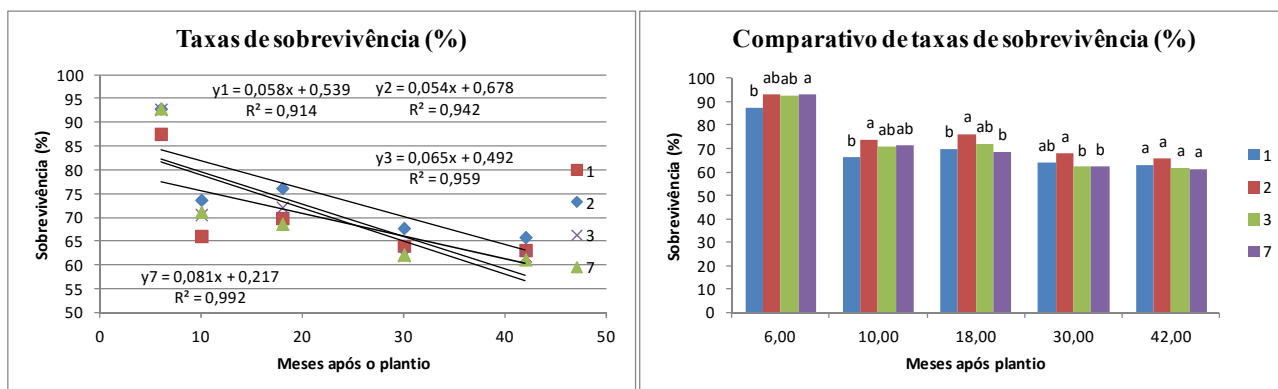 Taxas de sobrevivência (%)
100
95
90
85
80
75
70
65
60
55
50
Sobrevivência (%)
y1 = 0,058x + 0,539
R² = 0,914
y2 = 0,054x + 0,678
R² = 0,942
y3 = 0,065x + 0,492
R² = 0,959
y7 = 0,081x + 0,217
R² = 0,992
1
2
3
7
0 10 20 30 40 50
Meses após o plantio
Comparativo de taxas de sobrevivência (%)
100
90
80
70
60
50
40
30
20
10
0
Sobrevivência (%)
b ab ab a
b a ab ab
b a ab b
ab a b b
a a a a
1
2
3
7
6,00 10,00 18,00 30,00 42,00
Meses após plantio